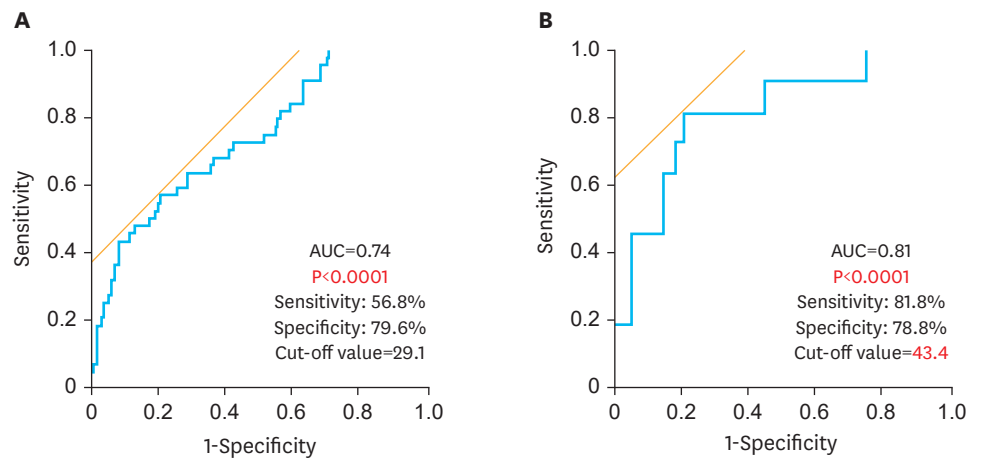 A
1.0
0.8
0.6
0.4
0.2
0
Sensitivity
AUC=0.74
P<0.0001
Sensitivity: 56.8%
Specificity: 79.6%
Cut-off value=29.1
0 0.2 0.4 0.6 0.8 1.0
1-Specificity
B
1.0
0.8
0.6
0.4
0.2
0
Sensitivity
AUC=0.81
P<0.0001
Sensitivity: 81.8%
Specificity: 78.8%
Cut-off value=43.4
0 0.2 0.4 0.6 0.8 1.0
1-Specificity